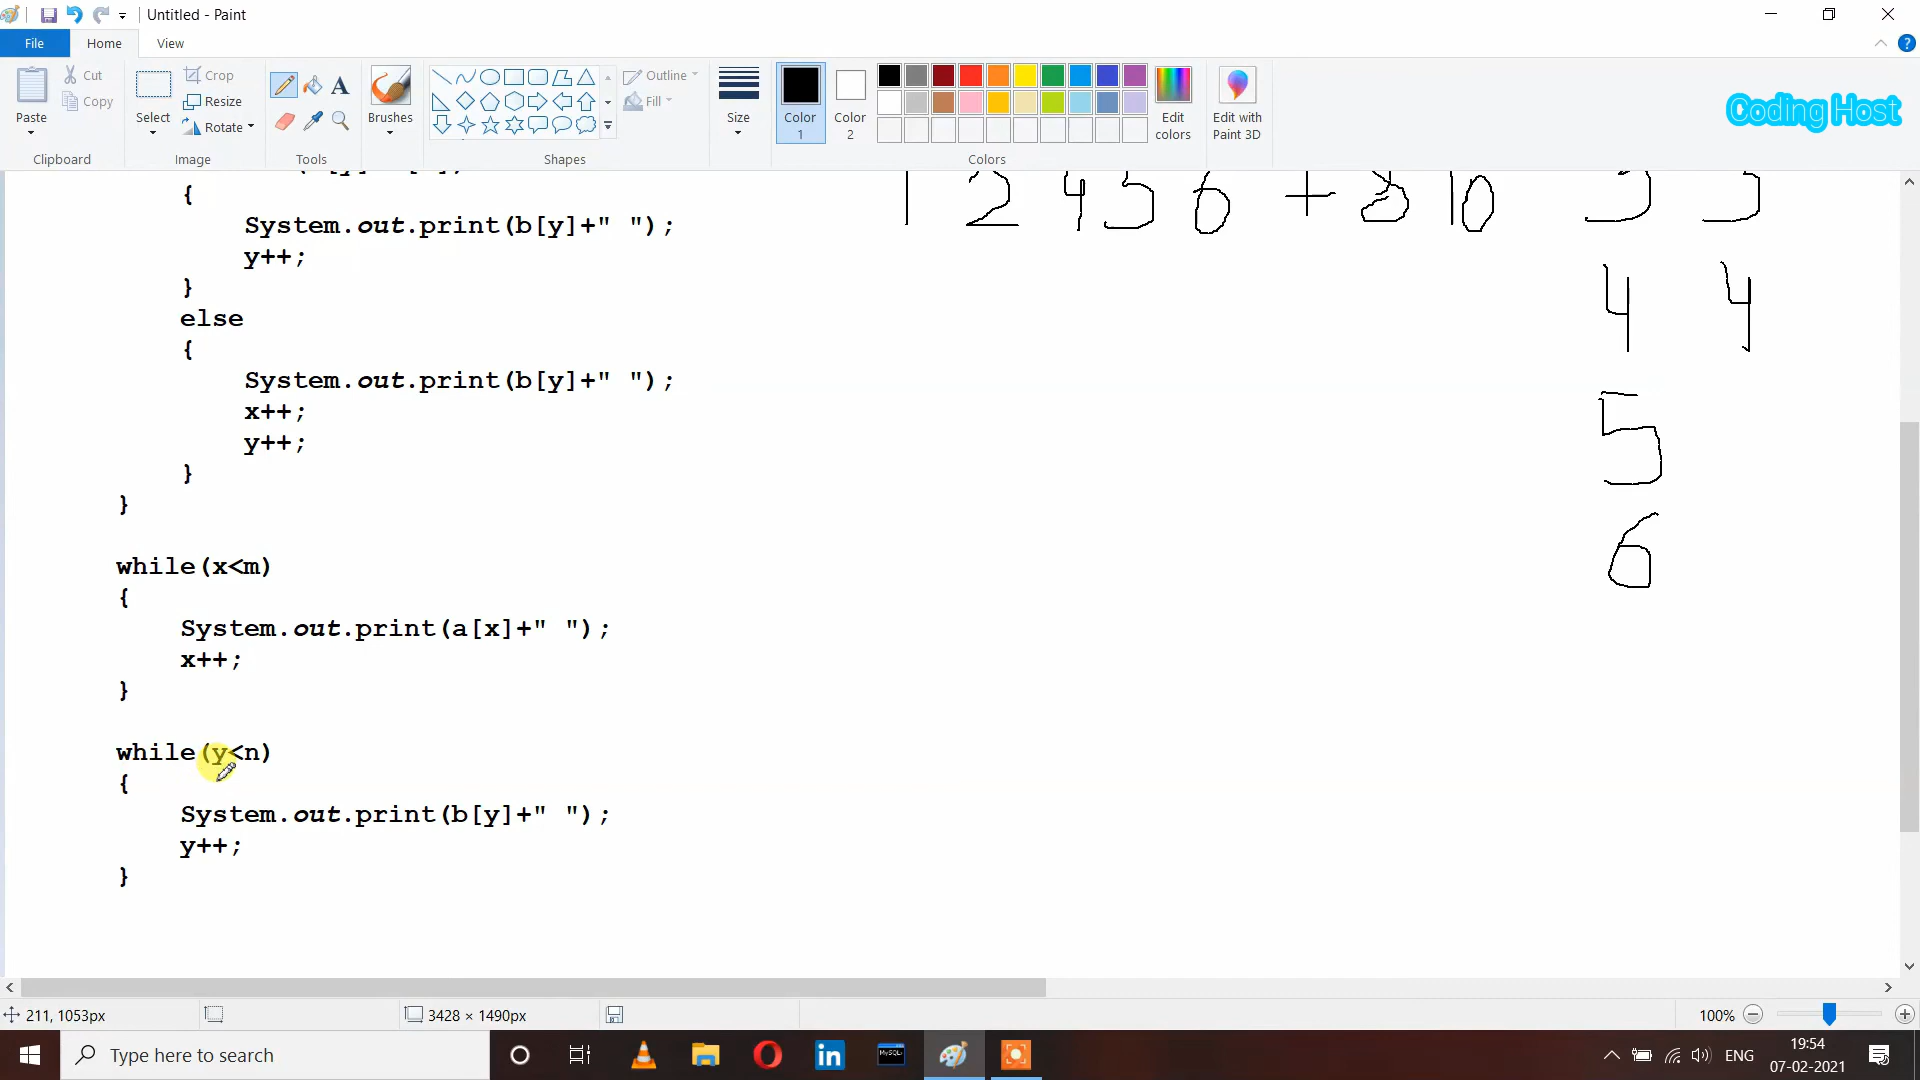 Untitled - Paint
File Home View
Paste
Cut
Copy
Clipboard
Select
Crop
Resize
Rotate
Image
Tools
Brushes
Shapes
Outline
Fill
Size
Color 1
Color 2
Colors
Edit colors
Edit with Paint 3D
Coding Host
{
System.out.print(b[y]+" ");
y++;
}
else
{
System.out.print(b[y]+" ");
x++;
y++;
}
}
while(x<m)
{
System.out.print(a[x]+" ");
x++;
}
while(y<n)
{
System.out.print(b[y]+" ");
y++;
}
1 2 4 5 6 7 8 10
4 4
5
6
211, 1053px
3428 × 1490px
100%
Type here to search
MySQL
ENG
19:54
07-02-2021